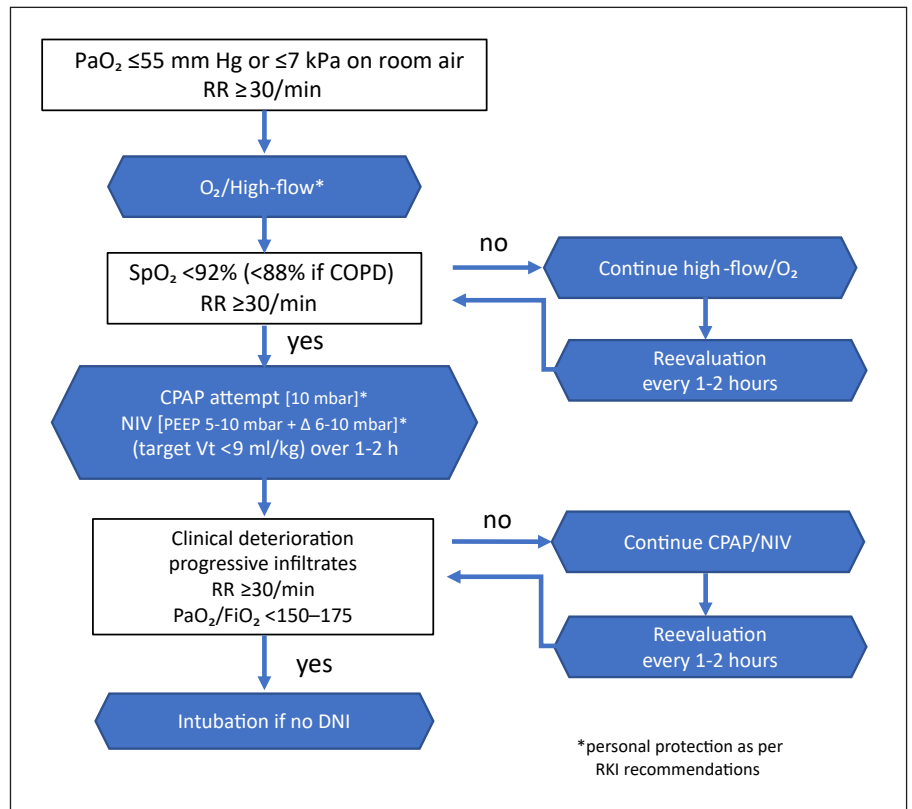 PaO₂ ≤55 mm Hg or ≤7 kPa on room air
RR ≥30/min
O₂/High-flow*
SpO₂ <92% (<88% if COPD)
RR ≥30/min
no
Continue high-flow/O₂
Reevaluation
every 1-2 hours
yes
CPAP attempt [10 mbar]*
NIV [PEEP 5-10 mbar + Δ 6-10 mbar]*
(target Vt <9 ml/kg) over 1-2 h
Clinical deterioration
progressive infiltrates
RR ≥30/min
PaO₂/FiO₂ <150–175
no
Continue CPAP/NIV
Reevaluation
every 1-2 hours
yes
Intubation if no DNI
*personal protection as per
RKI recommendations